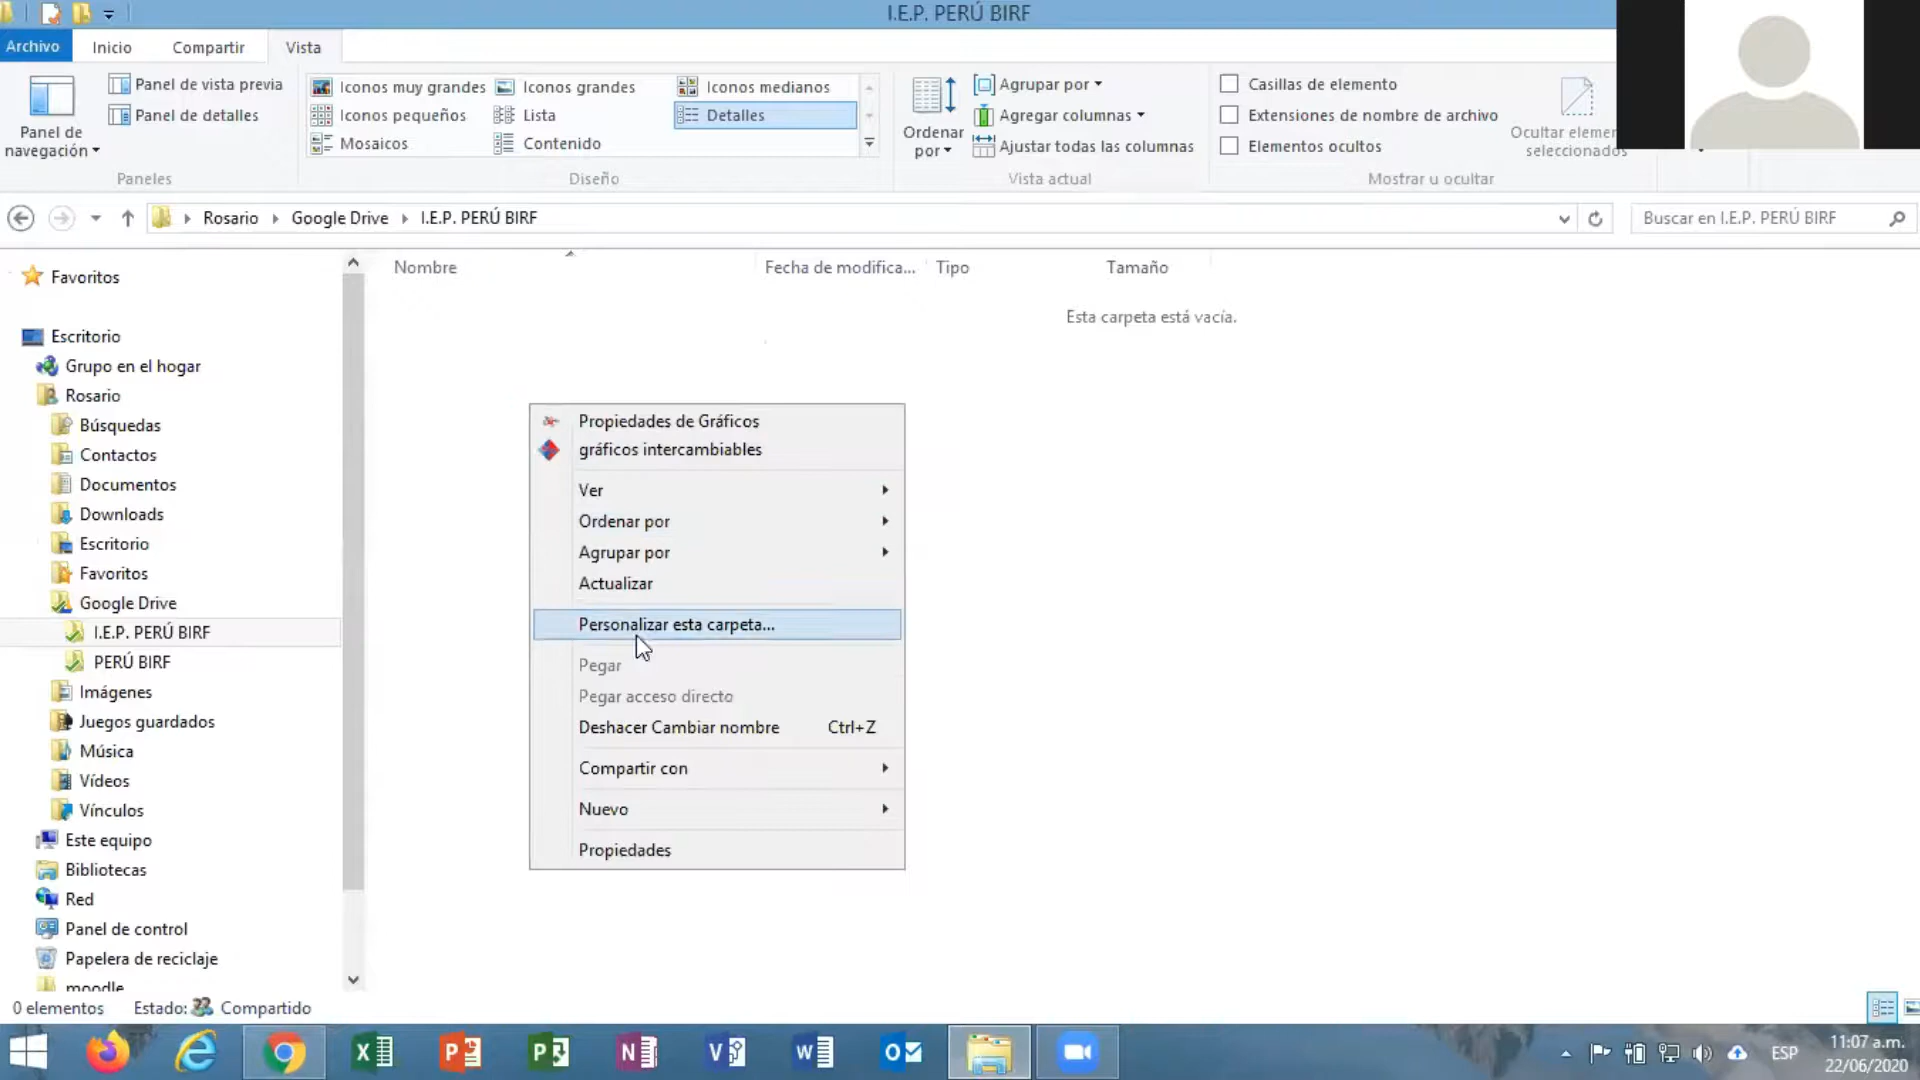 I.E.P. PERÚ BIRF
Archivo Inicio Compartir Vista
Panel de navegación
Panel de vista previa
Panel de detalles
Paneles
Iconos muy grandes Iconos grandes Iconos medianos
Iconos pequeños Lista Detalles
Mosaicos Contenido
Diseño
Ordenar por
Agrupar por
Agregar columnas
Ajustar todas las columnas
Vista actual
Casillas de elemento
Extensiones de nombre de archivo
Elementos ocultos
Ocultar elemen
seleccionados
Mostrar u ocultar
Rosario Google Drive I.E.P. PERÚ BIRF
Buscar en I.E.P. PERÚ BIRF
Nombre Fecha de modifica... Tipo Tamaño
Esta carpeta está vacía.
Favoritos
Escritorio
Grupo en el hogar
Rosario
Búsquedas
Contactos
Documentos
Downloads
Escritorio
Favoritos
Google Drive
I.E.P. PERÚ BIRF
PERÚ BIRF
Imágenes
Juegos guardados
Música
Vídeos
Vínculos
Este equipo
Bibliotecas
Red
Panel de control
Papelera de reciclaje
moodle
Propiedades de Gráficos
gráficos intercambiables
Ver
Ordenar por
Agrupar por
Actualizar
Personalizar esta carpeta...
Pegar
Pegar acceso directo
Deshacer Cambiar nombre Ctrl+Z
Compartir con
Nuevo
Propiedades
0 elementos Estado: Compartido
ESP
11:07 a.m.
22/06/2020